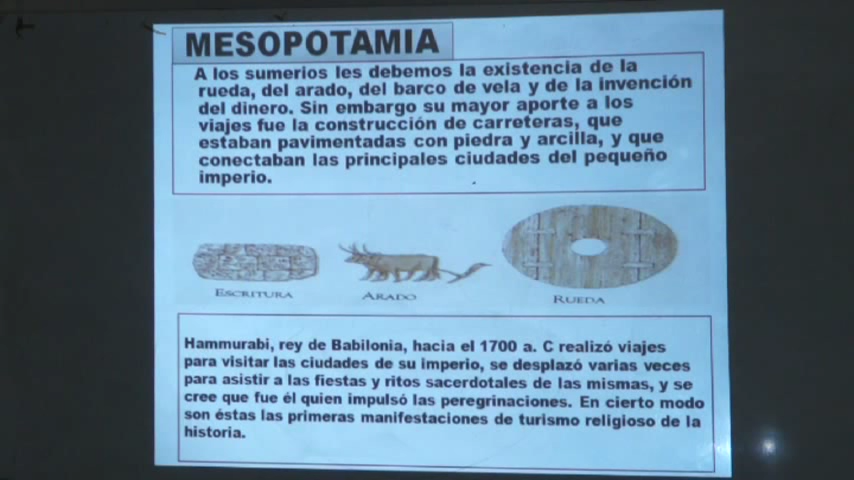 MESOPOTAMIA
A los sumerios les debemos la existencia de la
rueda, del arado, del barco de vela y de la invención
del dinero. Sin embargo su mayor aporte a los
viajes fue la construcción de carreteras, que
estaban pavimentadas con piedra y arcilla, y que
conectaban las principales ciudades del pequeño
imperio.
ESCRITURA ARADO RUEDA
Hammurabi, rey de Babilonia, hacia el 1700 a. C realizó viajes
para visitar las ciudades de su imperio, se desplazó varias veces
para asistir a las fiestas y ritos sacerdotales de las mismas, y se
cree que fue él quien impulsó las peregrinaciones. En cierto modo
son éstas las primeras manifestaciones de turismo religioso de la
historia.